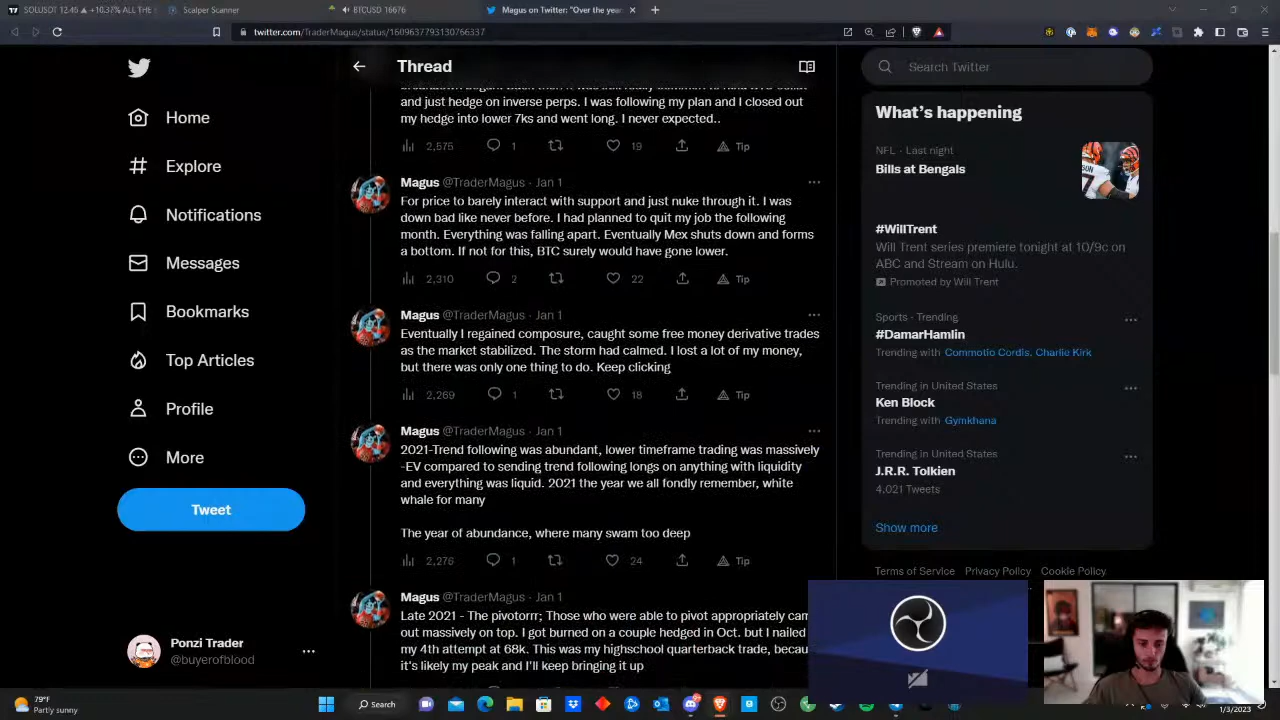 SOLUSDT 12.46 ▲ +10.37% ALL THE
Scalper Scanner
BTCUSD 16676
Magus on Twitter: "Over the yea
twitter.com/TraderMagus/status/1609637793130766337
Home
Explore
Notifications
Messages
Bookmarks
Top Articles
Profile
More
Tweet
Ponzi Trader
@buyerofblood
Thread
and just hedge on inverse perps. I was following my plan and I closed out
my hedge into lower 7ks and went long. I never expected..
2,575 1 19 Tip
Magus @TraderMagus · Jan 1
For price to barely interact with support and just nuke through it. I was
down bad like never before. I had planned to quit my job the following
month. Everything was falling apart. Eventually Mex shuts down and forms
a bottom. If not for this, BTC surely would have gone lower.
2,310 2 22 Tip
Magus @TraderMagus · Jan 1
Eventually I regained composure, caught some free money derivative trades
as the market stabilized. The storm had calmed. I lost a lot of my money,
but there was only one thing to do. Keep clicking
2,269 1 18 Tip
Magus @TraderMagus · Jan 1
2021-Trend following was abundant, lower timeframe trading was massively
-EV compared to sending trend following longs on anything with liquidity
and everything was liquid. 2021 the year we all fondly remember, white
whale for many
The year of abundance, where many swam too deep
2,276 1 24 Tip
Magus @TraderMagus · Jan 1
Late 2021 - The pivotorrr; Those who were able to pivot appropriately cam
out massively on top. I got burned on a couple hedged in Oct. but I nailed
my 4th attempt at 68k. This was my highschool quarterback trade, becau
it's likely my peak and I'll keep bringing it up
Search Twitter
What's happening
NFL · Last night
Bills at Bengals
#WillTrent
Will Trent series premiere tonight at 10/9c on
ABC and Stream on Hulu.
Promoted by Will Trent
Sports · Trending
#DamarHamlin
Trending with Commotio Cordis, Charlie Kirk
Trending in United States
Ken Block
Trending with Gymkhana
Trending in United States
J.R.R. Tolkien
4,021 Tweets
Show more
Terms of Service Privacy Policy Cookie Policy
79°F
Partly sunny
Search
1/3/2023